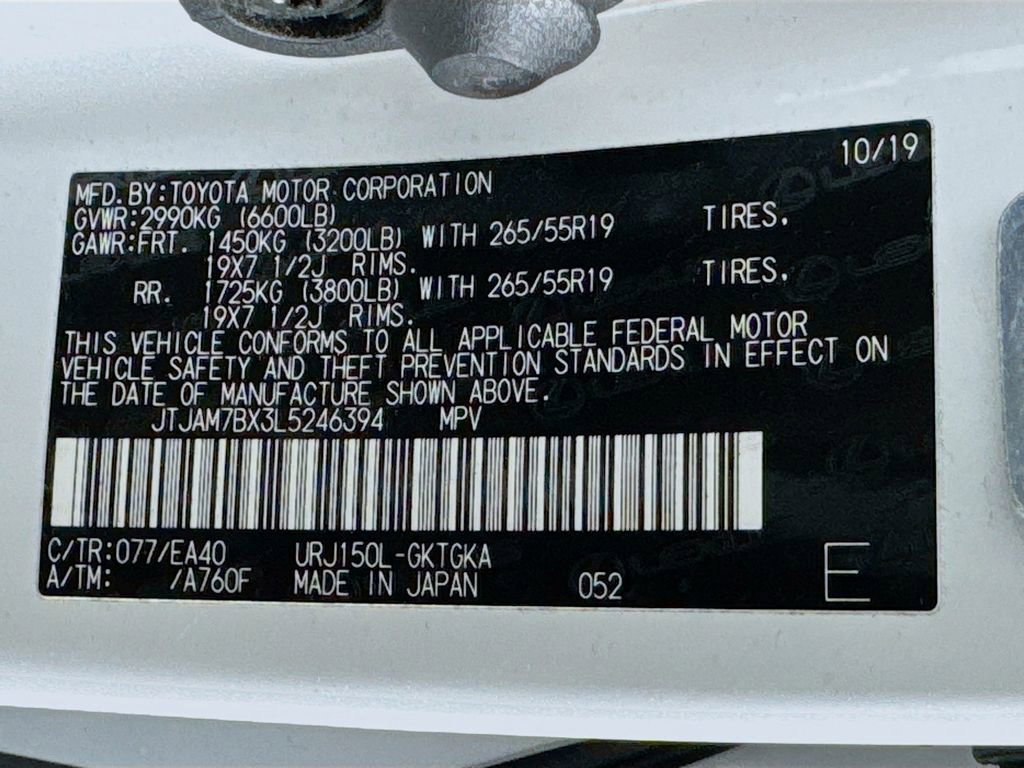 10/19
MFD. BY: TOYOTA MOTOR CORPORATION
GVWR: 2990KG (6600LB)
GAWR: FRT. 1450KG (3200LB) WITH 265/55R19 TIRES.
19X7 1/2J RIMS.
RR. 1725KG (3800LB) WITH 265/55R19 TIRES.
19X7 1/2J RIMS.
THIS VEHICLE CONFORMS TO ALL APPLICABLE FEDERAL MOTOR
VEHICLE SAFETY AND THEFT PREVENTION STANDARDS IN EFFECT ON
THE DATE OF MANUFACTURE SHOWN ABOVE.
JTJAM7BX3L5246394 MPV
C/TR: 077/EA40 URJ150L-GKTGKA
A/TM: /A760F MADE IN JAPAN 052 E